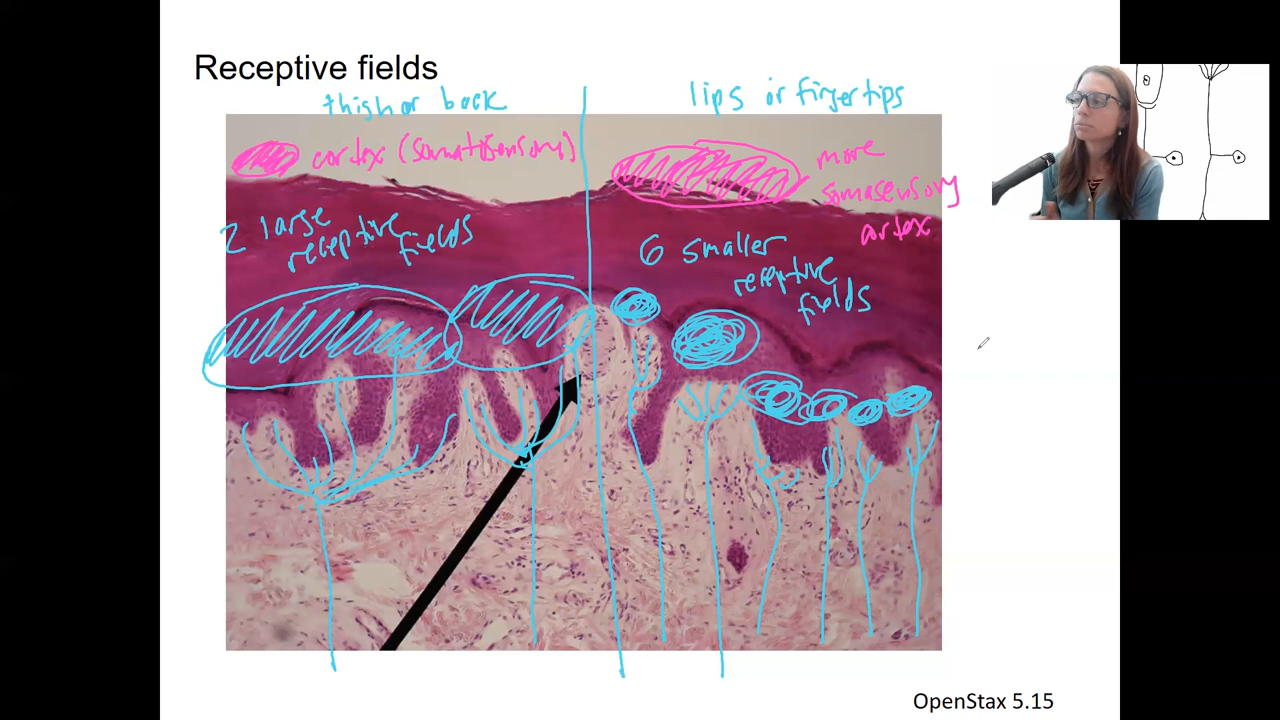 Receptive fields
thigh or back
lips or fingertips
cortex (somatosensory)
more
somasensory
cortex
2 large
receptive
fields
6 smaller
receptive
fields
OpenStax 5.15